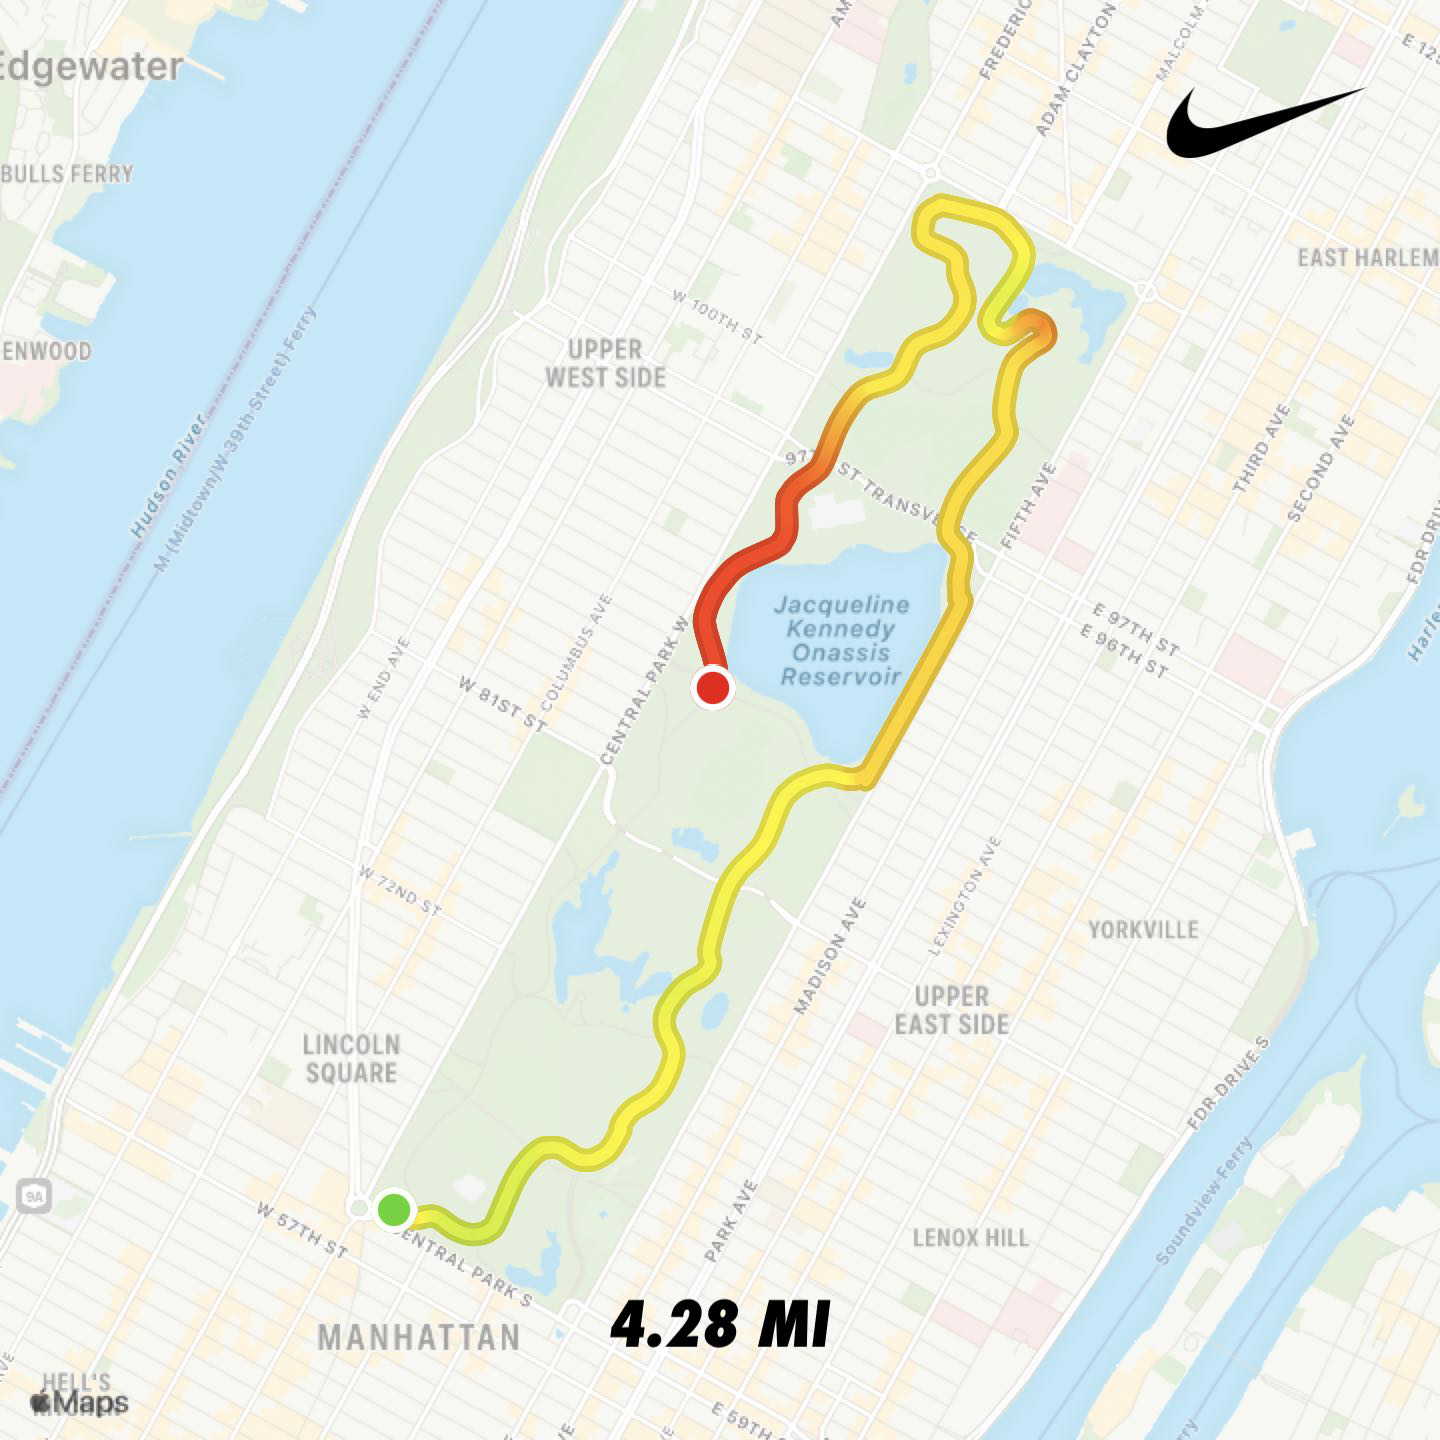 Edgewater
BULLS FERRY
ENWOOD
Hudson River
M-(Midtown/W-39th-Street) Ferry
AM
FREDERIC
ADAM CLAYTON
MALCOLM
E 125
EAST HARLEM
W 100TH ST
UPPER
WEST SIDE
97TH ST TRANSVERSE
THIRD AVE
SECOND AVE
FIFTH AVE
FDR DRIV
Harle
Jacqueline
Kennedy
Onassis
Reservoir
E 97TH ST
E 96TH ST
W END AVE
COLUMBUS AVE
CENTRAL PARK W
W 81ST ST
W 72ND ST
MADISON AVE
LEXINGTON AVE
YORKVILLE
UPPER
EAST SIDE
LINCOLN
SQUARE
FDR DRIVE S
9A
W 57TH ST
CENTRAL PARK S
PARK AVE
LENOX HILL
Soundview Ferry
MANHATTAN
4.28 MI
HELL'S
Maps
E 59TH